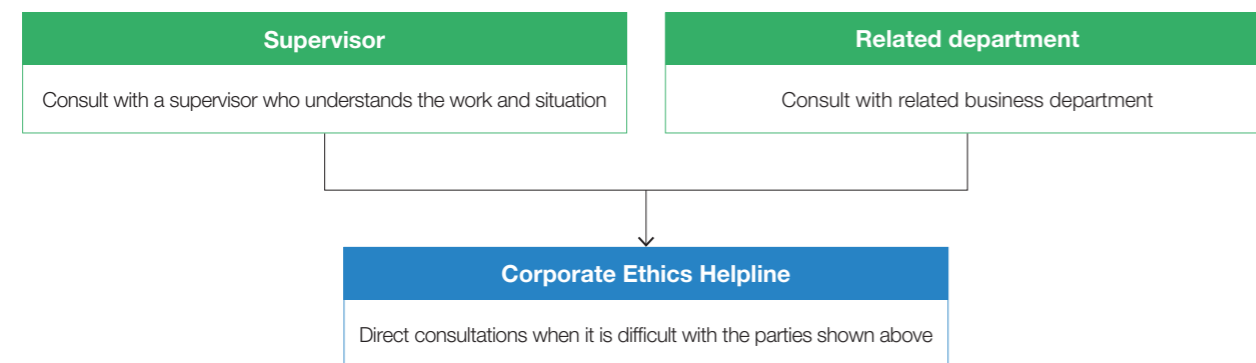 Supervisor
Consult with a supervisor who understands the work and situation
Related department
Consult with related business department
Corporate Ethics Helpline
Direct consultations when it is difficult with the parties shown above